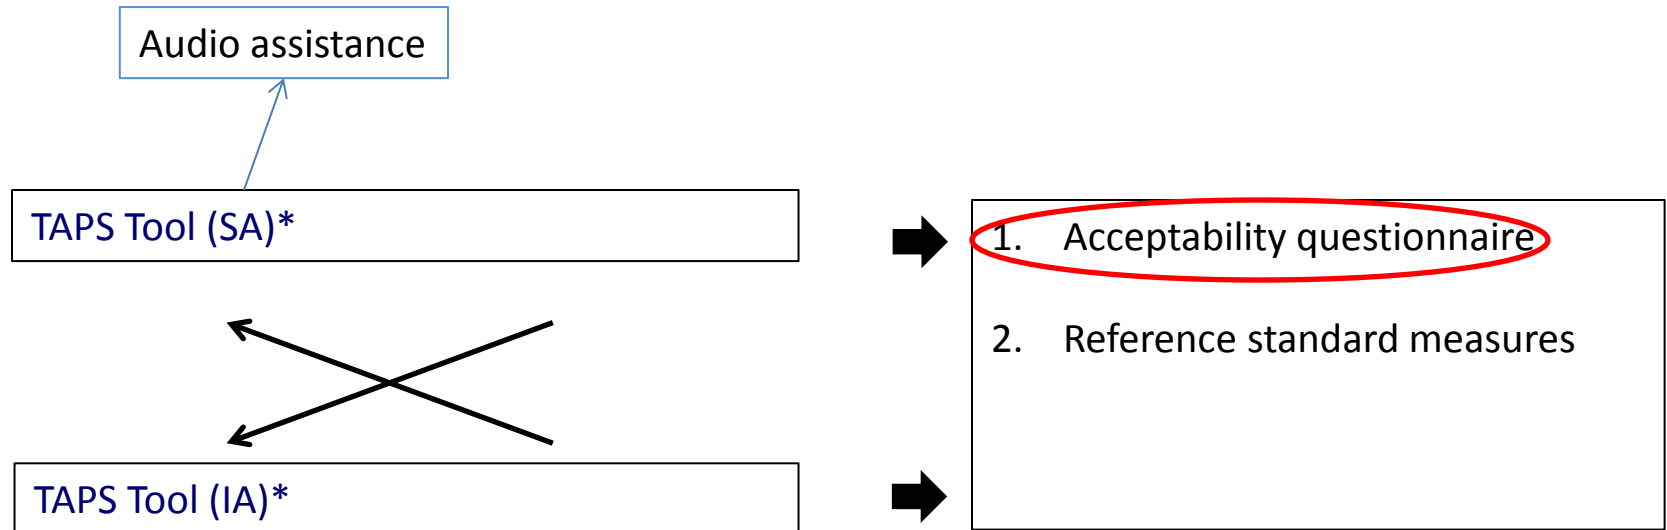 Audio assistance
TAPS Tool (SA)*
1. Acceptability questionnaire
2. Reference standard measures
TAPS Tool (IA)*